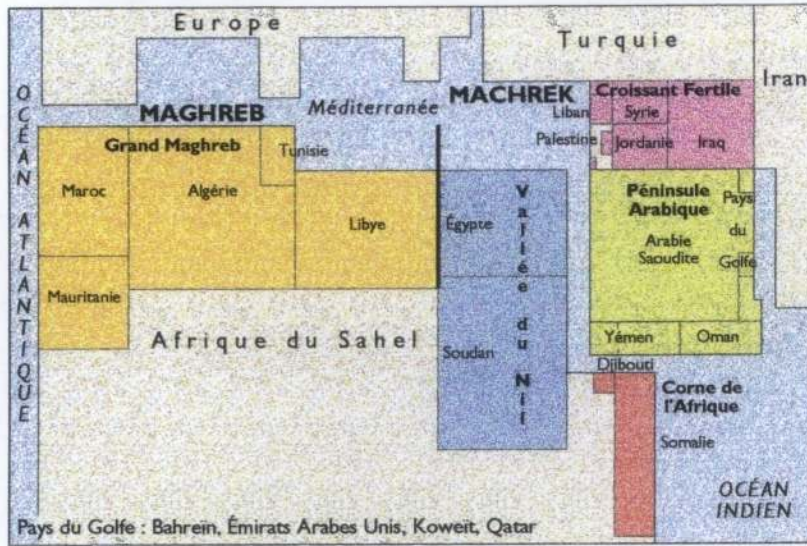 Europe
Turquie
Iran
OCÉAN ATLANTIQUE
MAGHREB
Méditerranée
MACHREK
Croissant Fertile
Liban
Syrie
Grand Maghreb
Tunisie
Palestine
Jordanie
Iraq
Maroc
Algérie
Libye
Égypte
Vallée du Nil
Péninsule
Arabique
Pays
du
Golfe
Arabie
Saoudite
Mauritanie
Afrique du Sahel
Soudan
Yémen
Oman
Djibouti
Corne de
l'Afrique
Somalie
OCÉAN
INDIEN
Pays du Golfe : Bahreïn, Émirats Arabes Unis, Koweït, Qatar